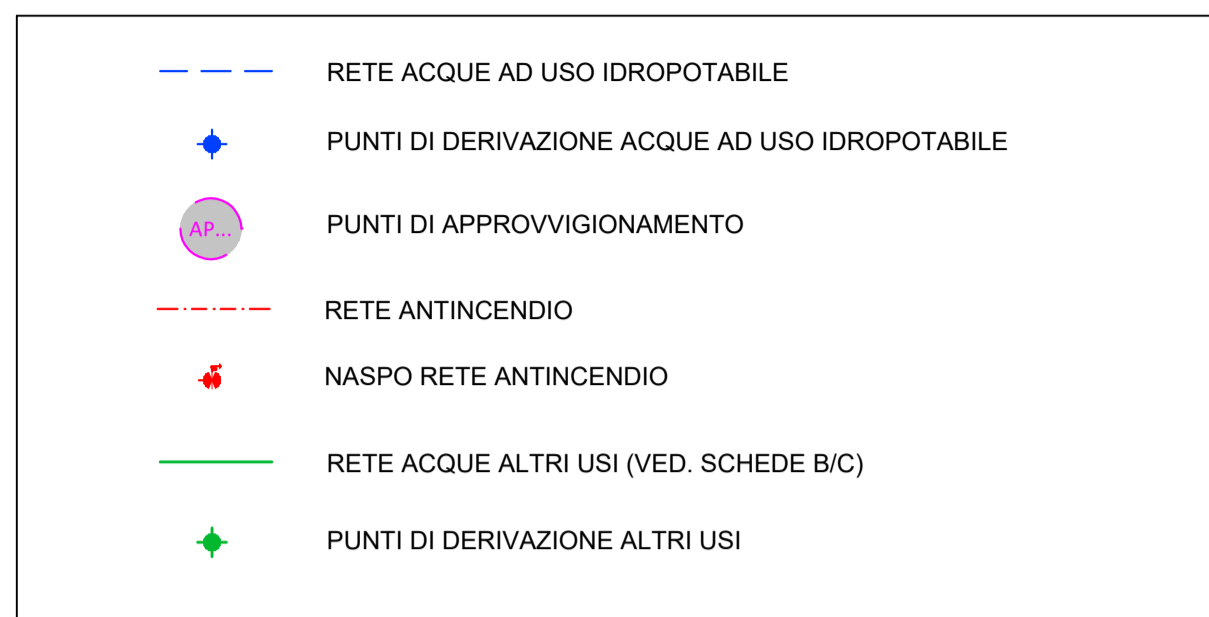 RETE ACQUE AD USO IDROPOTABILE
PUNTI DI DERIVAZIONE ACQUE AD USO IDROPOTABILE
AP... PUNTI DI APPROVVIGIONAMENTO
RETE ANTINCENDIO
NASPO RETE ANTINCENDIO
RETE ACQUE ALTRI USI (VED. SCHEDE B/C)
PUNTI DI DERIVAZIONE ALTRI USI